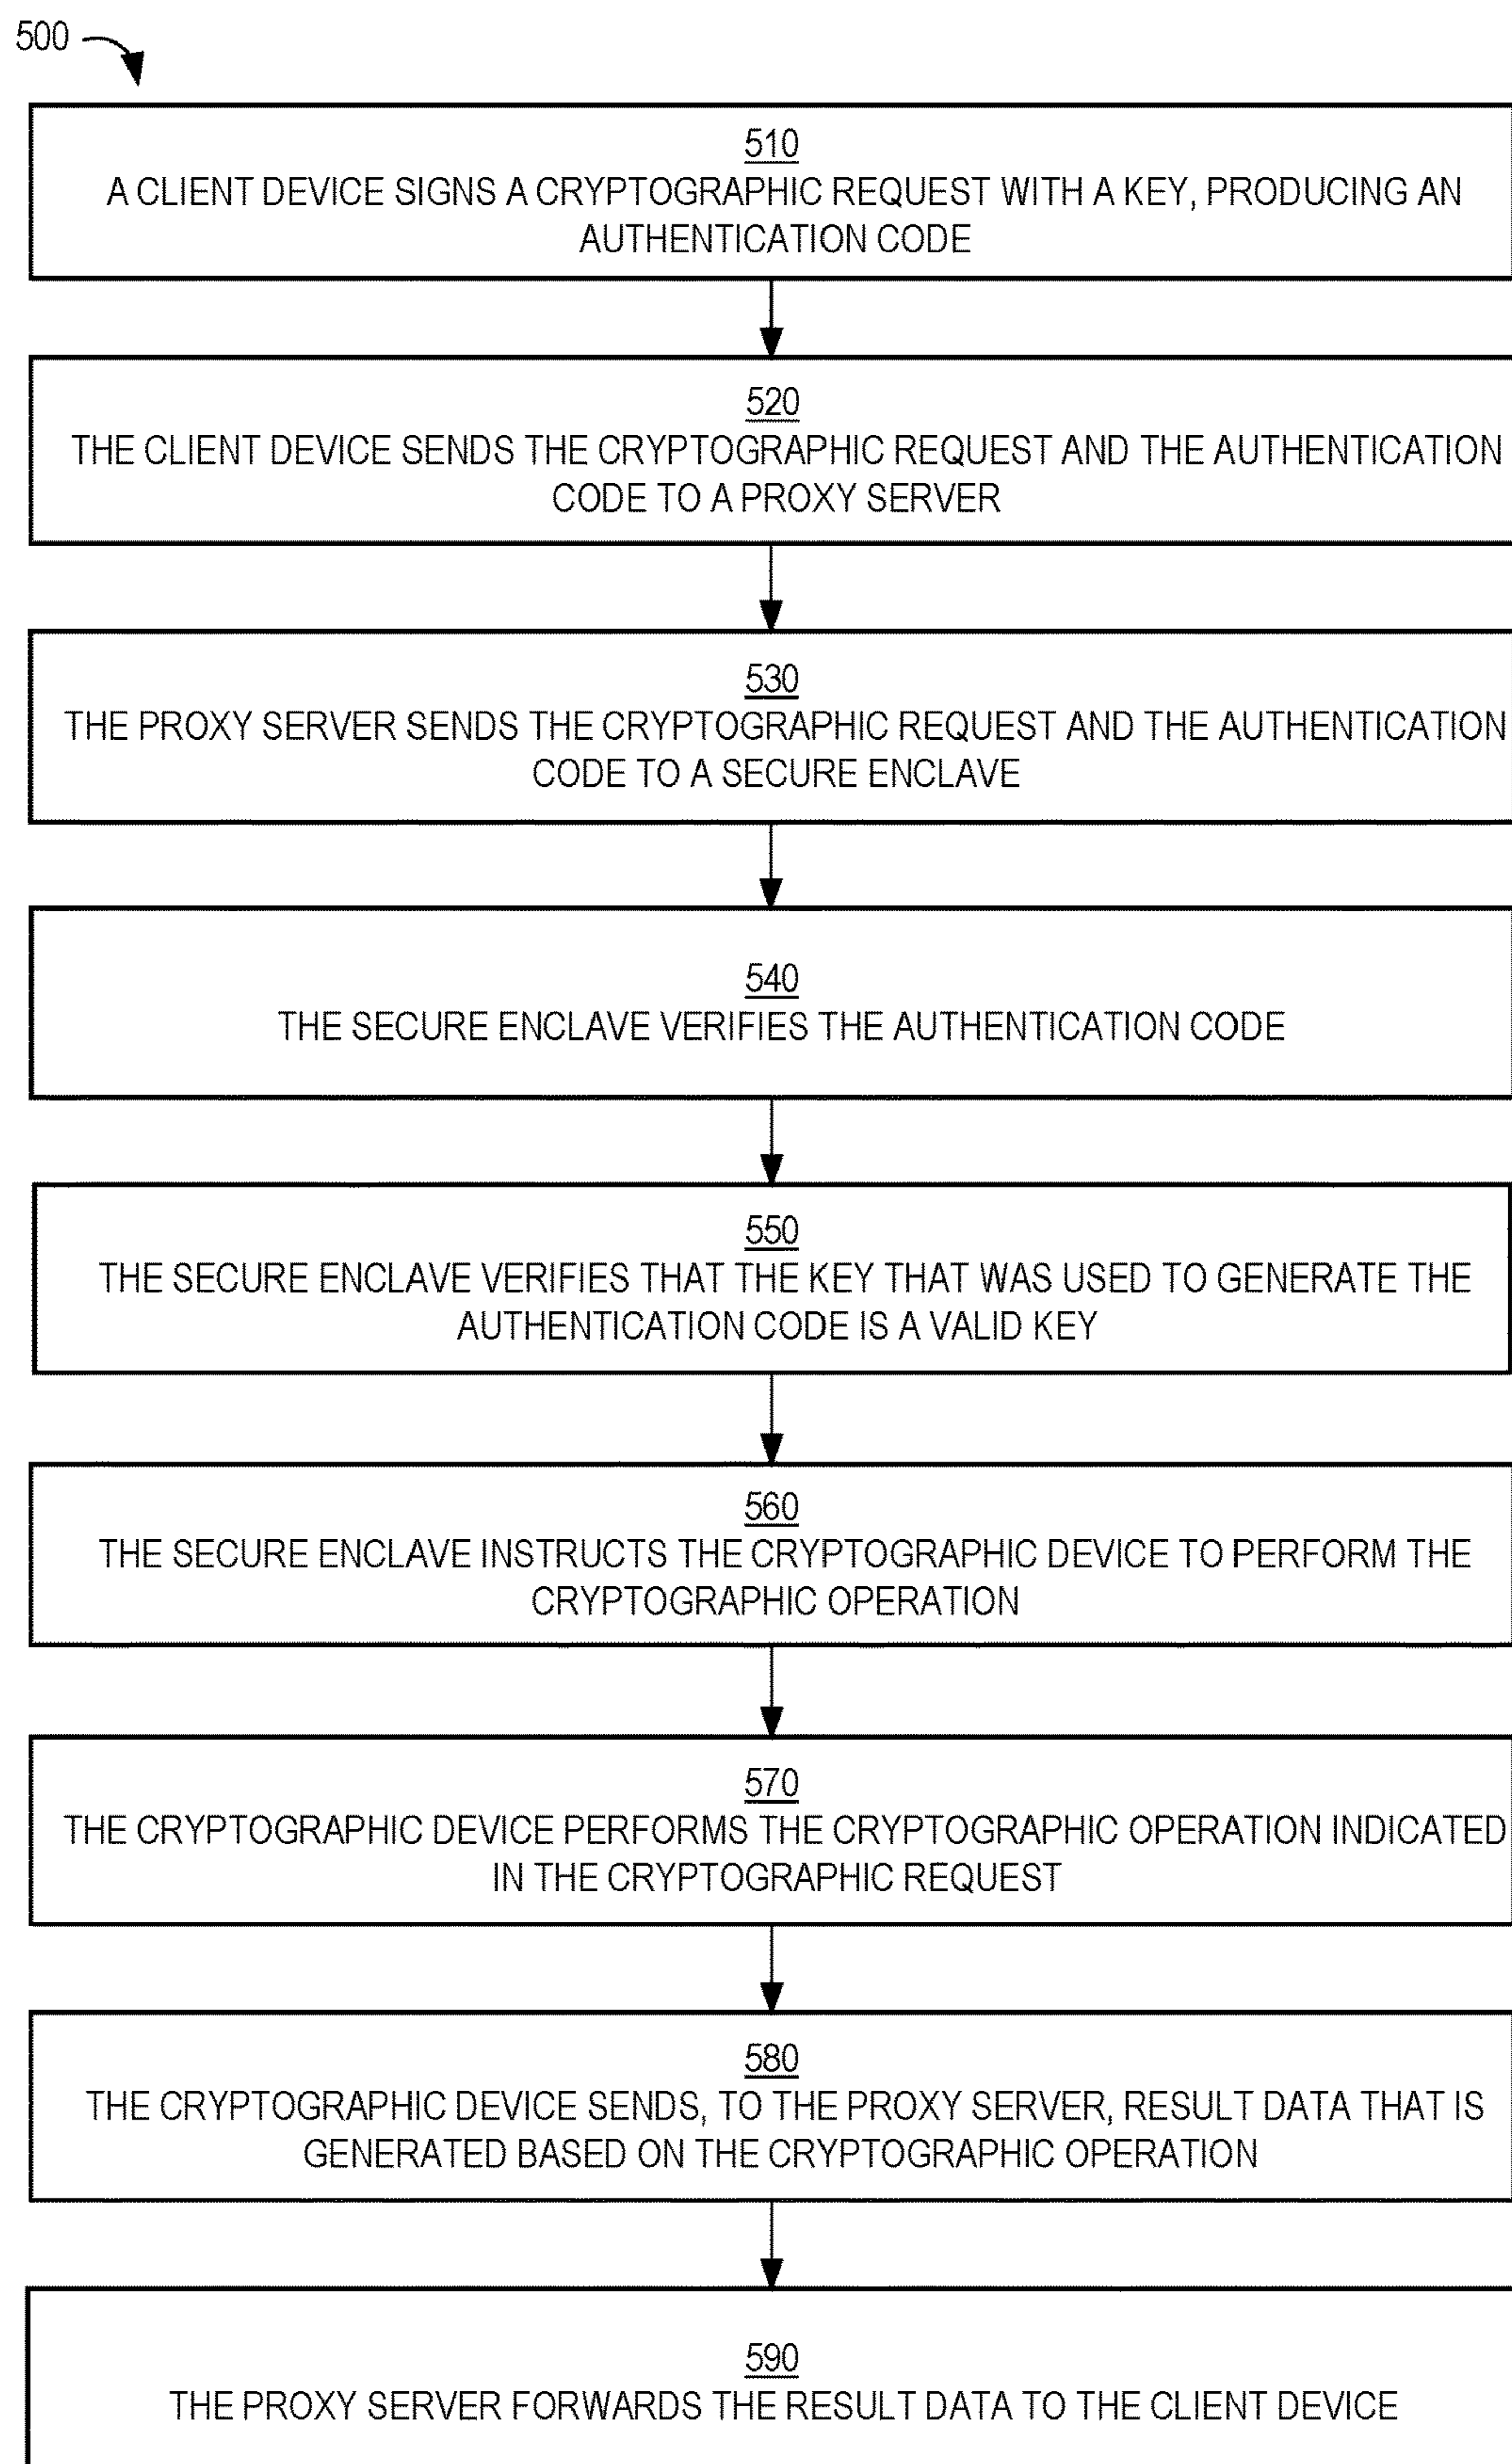 500
510
A CLIENT DEVICE SIGNS A CRYPTOGRAPHIC REQUEST WITH A KEY, PRODUCING AN
AUTHENTICATION CODE
520
THE CLIENT DEVICE SENDS THE CRYPTOGRAPHIC REQUEST AND THE AUTHENTICATION
CODE TO A PROXY SERVER
530
THE PROXY SERVER SENDS THE CRYPTOGRAPHIC REQUEST AND THE AUTHENTICATION
CODE TO A SECURE ENCLAVE
540
THE SECURE ENCLAVE VERIFIES THE AUTHENTICATION CODE
550
THE SECURE ENCLAVE VERIFIES THAT THE KEY THAT WAS USED TO GENERATE THE
AUTHENTICATION CODE IS A VALID KEY
560
THE SECURE ENCLAVE INSTRUCTS THE CRYPTOGRAPHIC DEVICE TO PERFORM THE
CRYPTOGRAPHIC OPERATION
570
THE CRYPTOGRAPHIC DEVICE PERFORMS THE CRYPTOGRAPHIC OPERATION INDICATED
IN THE CRYPTOGRAPHIC REQUEST
580
THE CRYPTOGRAPHIC DEVICE SENDS, TO THE PROXY SERVER, RESULT DATA THAT IS
GENERATED BASED ON THE CRYPTOGRAPHIC OPERATION
590
THE PROXY SERVER FORWARDS THE RESULT DATA TO THE CLIENT DEVICE